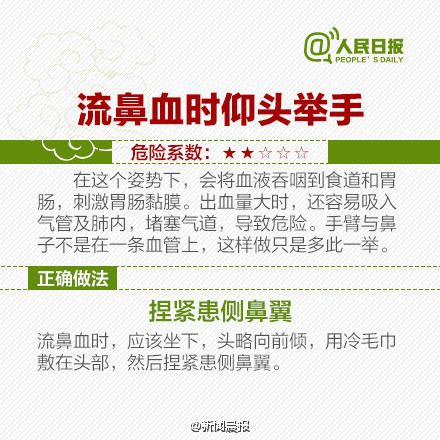 @人民日报
PEOPLE'S DAILY
流鼻血时仰头举手
危险系数：★★☆☆☆
在这个姿势下，会将血液吞咽到食道和胃
肠，刺激胃肠黏膜。出血量大时，还容易吸入
气管及肺内，堵塞气道，导致危险。手臂与鼻
子不是在一条血管上，这样做只是多此一举。
正确做法
捏紧患侧鼻翼
流鼻血时，应该坐下，头略向前倾，用冷毛巾
敷在头部，然后捏紧患侧鼻翼。
@新闻晨报